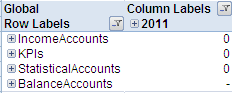 Global Column Labels
Row Labels 2011
IncomeAccounts 0
KPIs 0
StatisticalAccounts 0
BalanceAccounts -